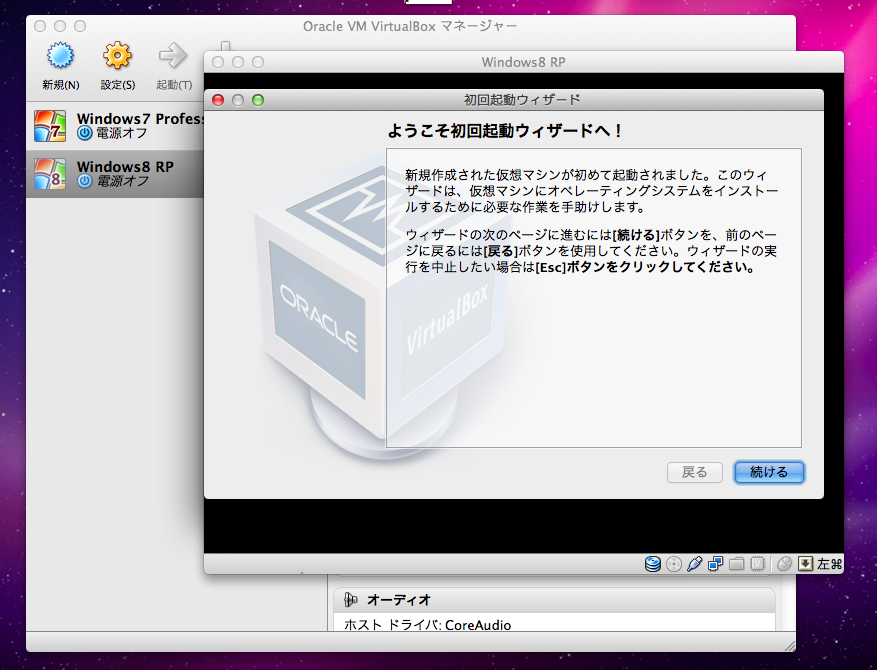 Oracle VM VirtualBox マネージャー
新規(N)
設定(S)
起動(T)
Windows7 Profess
電源オフ
Windows8 RP
電源オフ
Windows8 RP
初回起動ウィザード
ようこそ初回起動ウィザードへ！
新規作成された仮想マシンが初めて起動されました。このウィ
ザードは、仮想マシンにオペレーティングシステムをインストー
ルするために必要な作業を手助けします。
ウィザードの次のページに進むには[続ける]ボタンを、前のペー
ジに戻るには[戻る]ボタンを使用してください。ウィザードの実
行を中止したい場合は[Esc]ボタンをクリックしてください。
ORACLE
VirtualBox
戻る
続ける
左⌘
オーディオ
ホスト ドライバ: CoreAudio